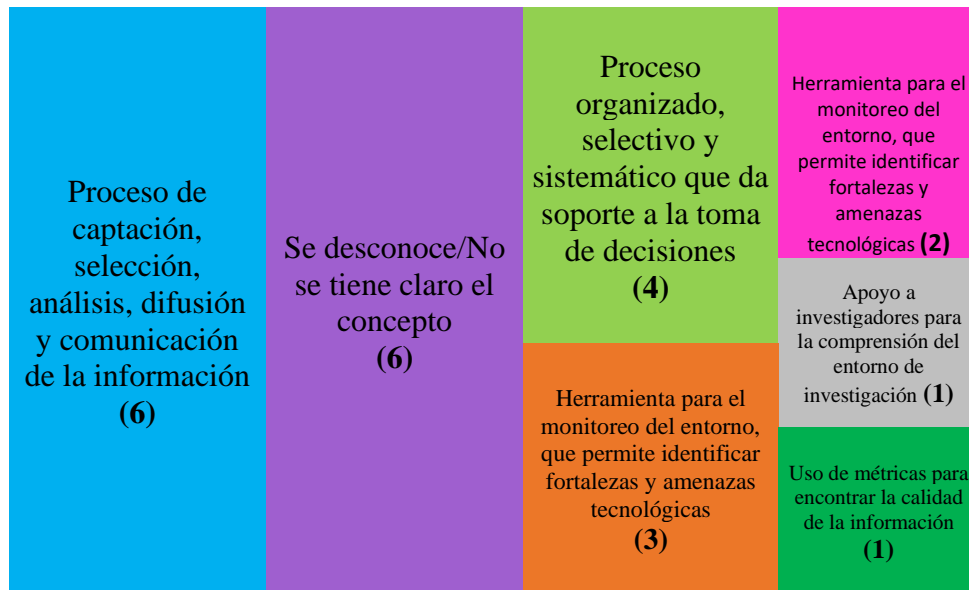 Proceso de
captación,
selección,
análisis, difusión
y comunicación
de la información
(6)
Se desconoce/No
se tiene claro el
concepto
(6)
Proceso
organizado,
selectivo y
sistemático que da
soporte a la toma
de decisiones
(4)
Herramienta para el
monitoreo del entorno,
que permite identificar
fortalezas y amenazas
tecnológicas
(3)
Herramienta para el
monitoreo del
entorno, que
permite identificar
fortalezas y
amenazas
tecnológicas (2)
Apoyo a
investigadores para
la comprensión del
entorno de
investigación (1)
Uso de métricas para
encontrar la calidad
de la información
(1)